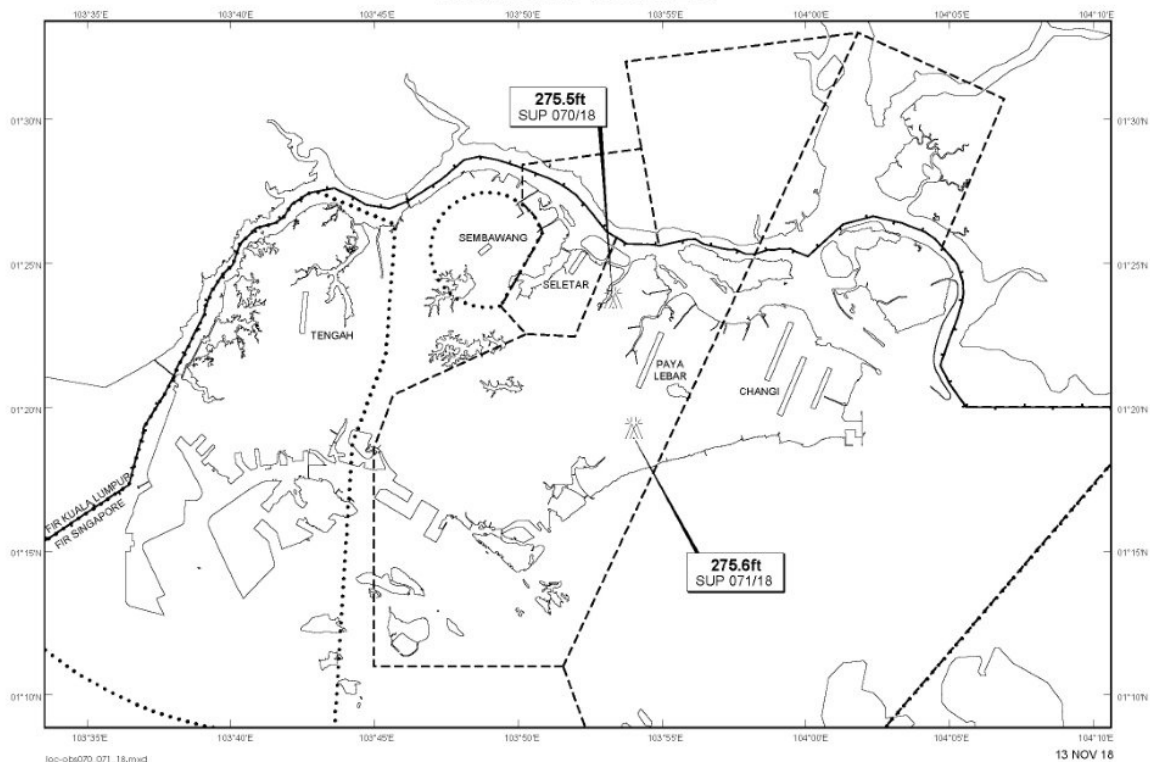 103°35'E 103°40'E 103°45'E 103°50'E 103°55'E 104°00'E 104°05'E 104°10'E
275.5ft
SUP 070/18
01°30'N 01°30'N
SEMBAWANG
01°25'N 01°25'N
SELETAR
TENGAH
PAYA
LEBAR
CHANGI
01°20'N 01°20'N
FIR KUALA LUMPUR
FIR SINGAPORE
01°15'N 01°15'N
275.6ft
SUP 071/18
01°10'N 01°10'N
103°35'E 103°40'E 103°45'E 103°50'E 103°55'E 104°00'E 104°05'E 104°10'E
loc-obs070_071_18.mxd
13 NOV 18